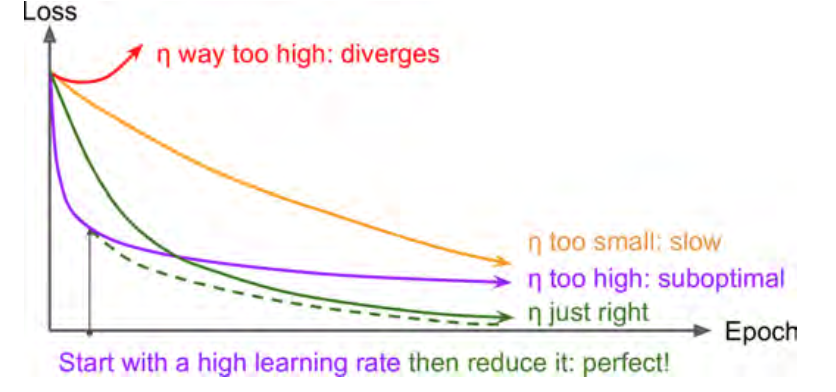 Loss
η way too high: diverges
η too small: slow
η too high: suboptimal
η just right
Epoch
Start with a high learning rate then reduce it: perfect!